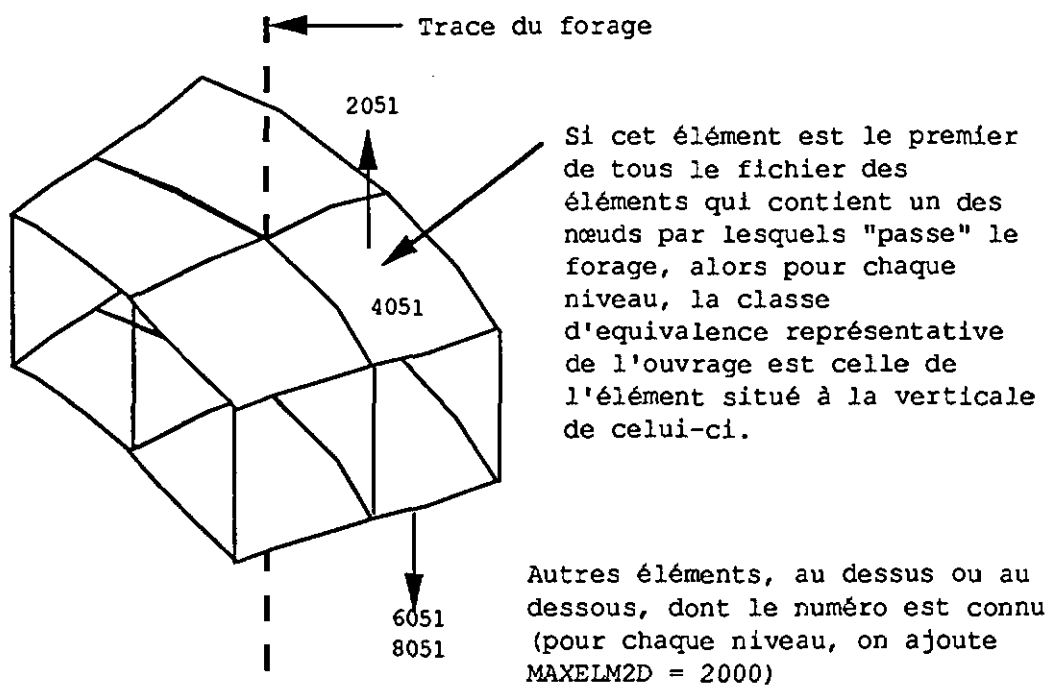 Trace du forage
2051
Si cet élément est le premier
de tous le fichier des
éléments qui contient un des
nœuds par lesquels "passe" le
forage, alors pour chaque
niveau, la classe
d'equivalence représentative
de l'ouvrage est celle de
l'élément situé à la verticale
de celui-ci.
4051
Autres éléments, au dessus ou au
dessous, dont le numéro est connu
(pour chaque niveau, on ajoute
MAXELM2D = 2000)
6051
8051